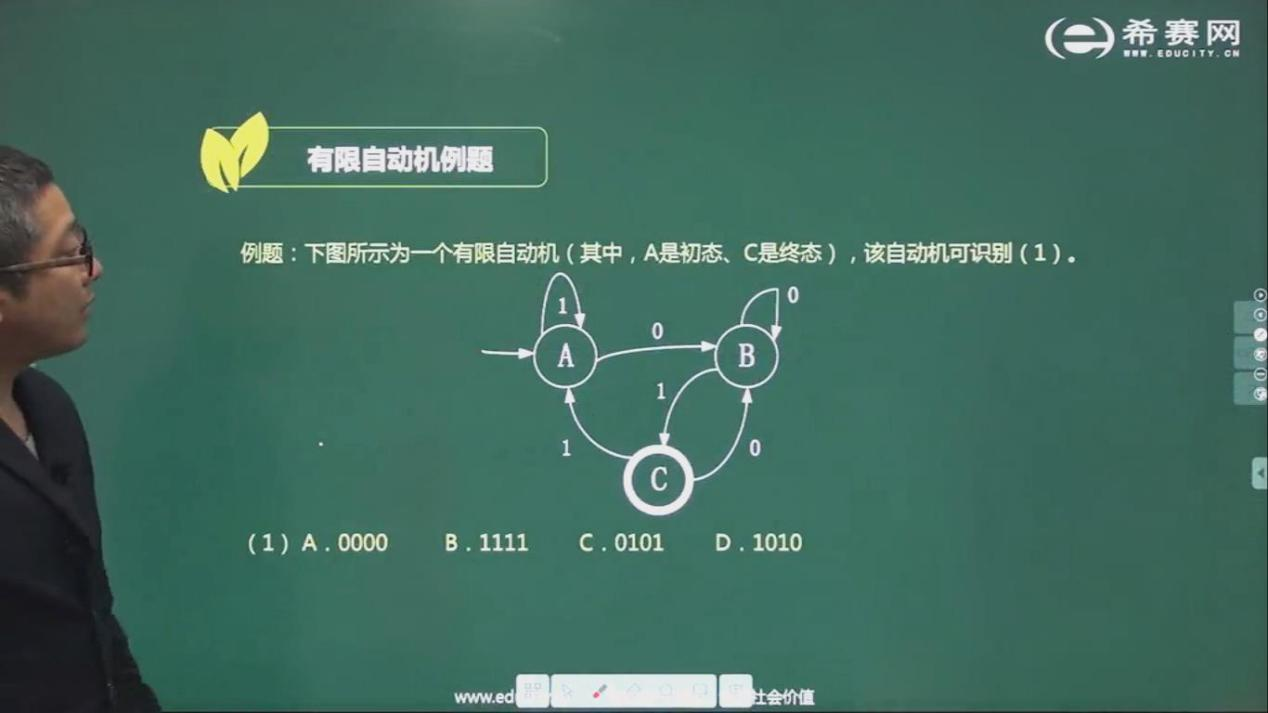 希赛网
WWW.EDUCITY.CN
有限自动机例题
例题：下图所示为一个有限自动机（其中，A是初态、C是终态），该自动机可识别（1）。
1
0
0
A
B
1
1
0
C
（1）A．0000 B．1111 C．0101 D．1010
www.edu
社会价值